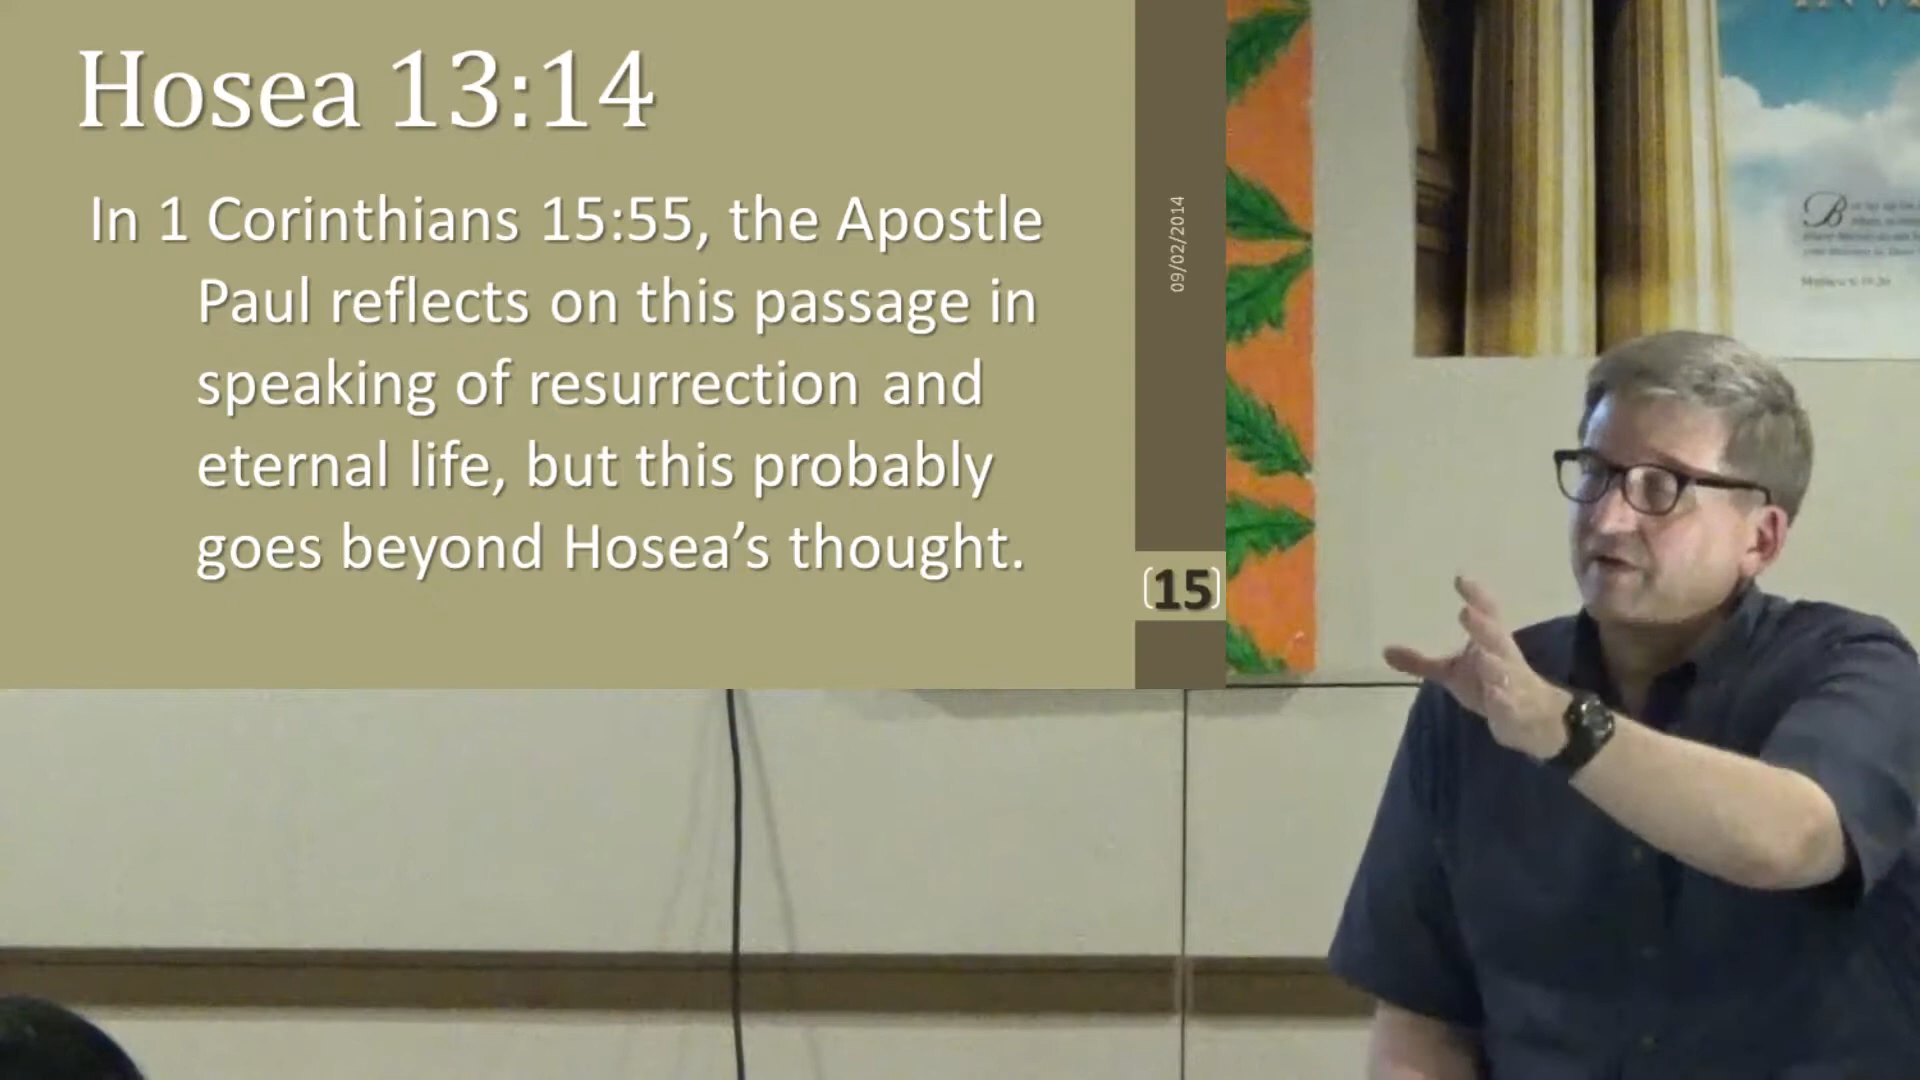 Hosea 13:14
In 1 Corinthians 15:55, the Apostle
Paul reflects on this passage in
speaking of resurrection and
eternal life, but this probably
goes beyond Hosea’s thought.
09/02/2014
15